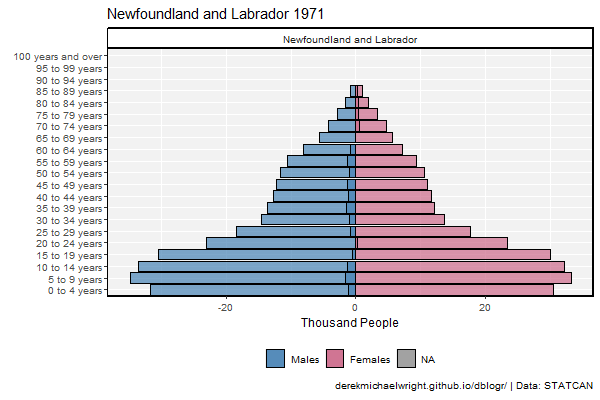 Newfoundland and Labrador 1971
Newfoundland and Labrador
100 years and over
95 to 99 years
90 to 94 years
85 to 89 years
80 to 84 years
75 to 79 years
70 to 74 years
65 to 69 years
60 to 64 years
55 to 59 years
50 to 54 years
45 to 49 years
40 to 44 years
35 to 39 years
30 to 34 years
25 to 29 years
20 to 24 years
15 to 19 years
10 to 14 years
5 to 9 years
0 to 4 years
-20 0 20
Thousand People
Males Females NA
derekmichaelwright.github.io/dblogr/ | Data: STATCAN